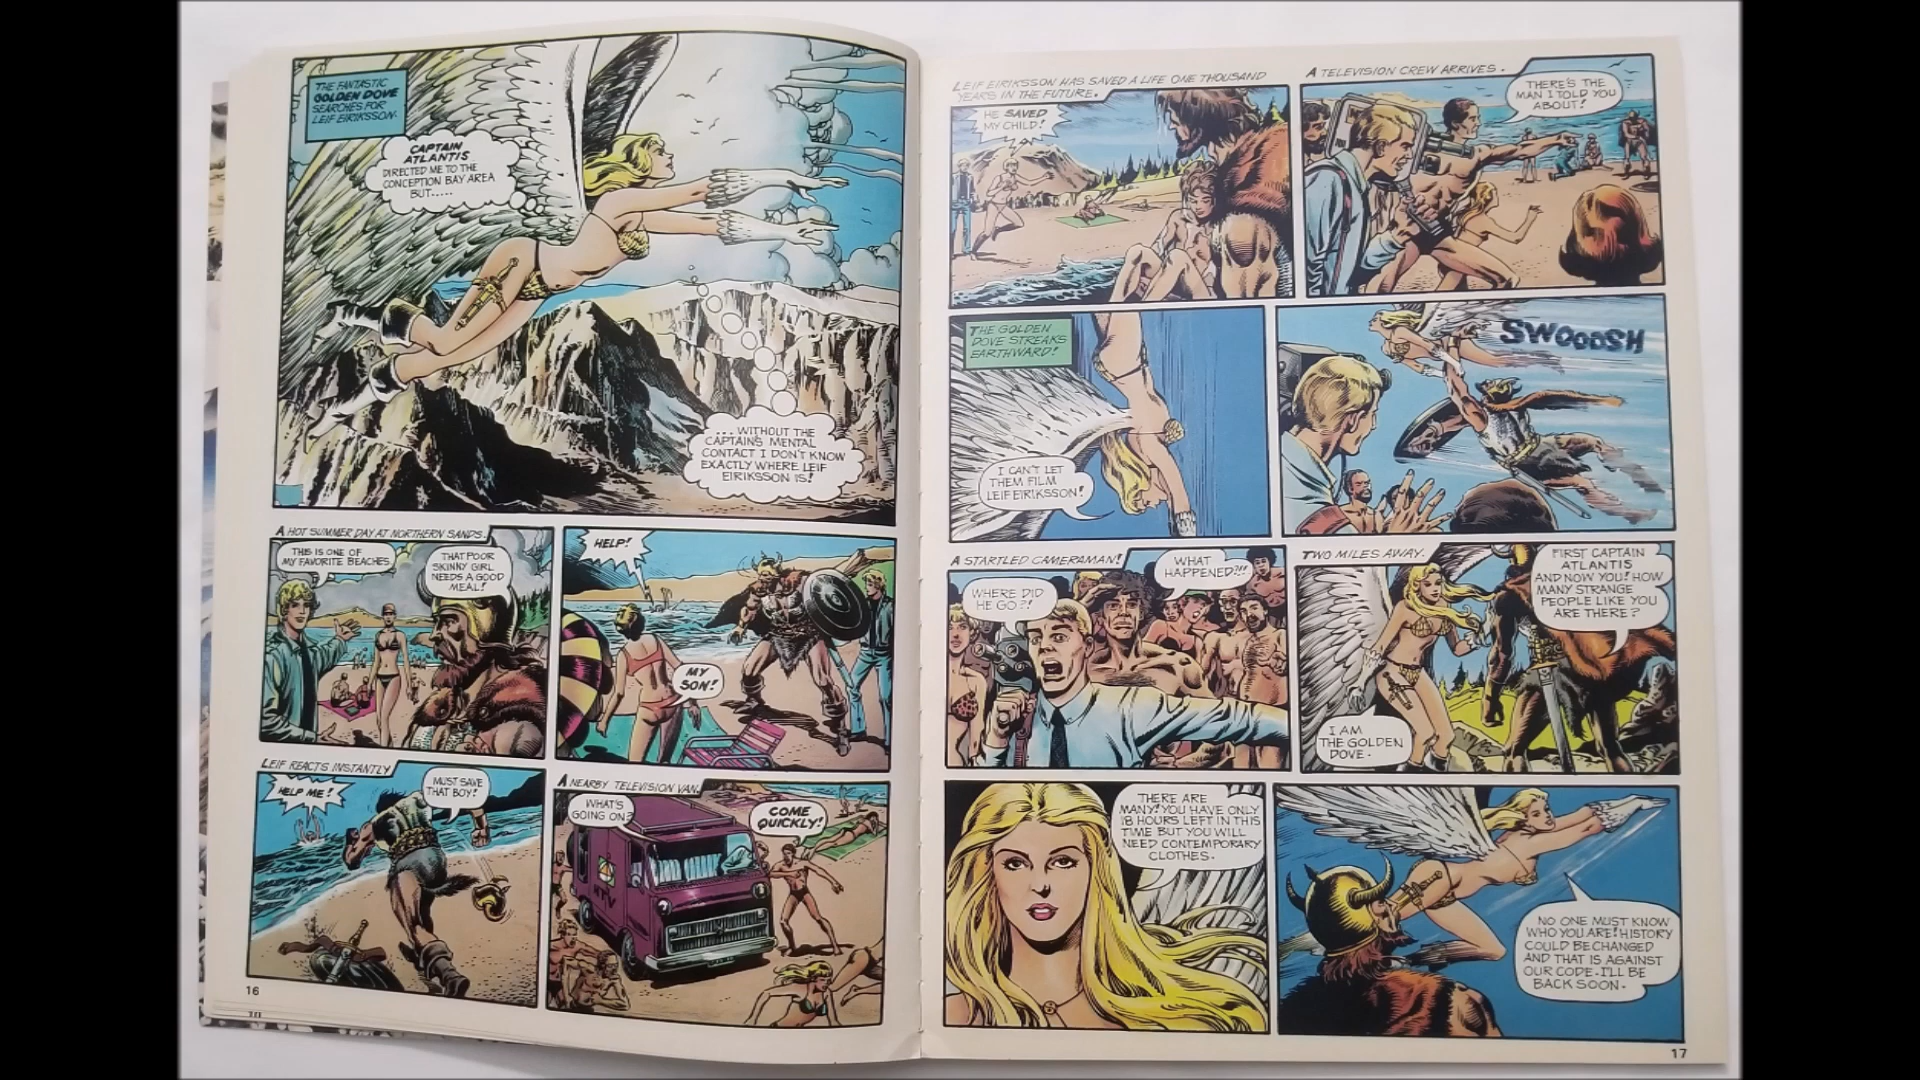 THE FANTASTIC
GOLDEN DOVE
SEARCHES FOR
LEIF EIRIKSSON.
CAPTAIN
ATLANTIS
DIRECTED ME TO THE
CONCEPTION BAY AREA
BUT.....
... WITHOUT THE
CAPTAIN'S MENTAL
CONTACT I DON'T KNOW
EXACTLY WHERE LEIF
EIRIKSSON IS!
A HOT SUMMER DAY AT NORTHERN SANDS.
THIS IS ONE OF
MY FAVORITE BEACHES.
THAT POOR
SKINNY GIRL
NEEDS A GOOD
MEAL!
HELP!
MY
SON!
LEIF REACTS INSTANTLY
HELP ME!
MUST SAVE
THAT BOY!
A NEARBY TELEVISION VAN.
WHAT'S
GOING ON?
COME
QUICKLY!
NTV
16
LEIF EIRIKSSON HAS SAVED A LIFE ONE THOUSAND
YEARS IN THE FUTURE.
HE SAVED
MY CHILD!
A TELEVISION CREW ARRIVES.
THERE'S THE
MAN I TOLD YOU
ABOUT!
THE GOLDEN
DOVE STREAKS
EARTHWARD!
I CAN'T LET
THEM FILM
LEIF EIRIKSSON!
SWOOOSH
A STARTLED CAMERAMAN!
WHERE DID
HE GO?!
WHAT
HAPPENED?!!
TWO MILES AWAY.
FIRST CAPTAIN
ATLANTIS
AND NOW YOU! HOW
MANY STRANGE
PEOPLE LIKE YOU
ARE THERE?
I AM
THE GOLDEN
DOVE.
THERE ARE
MANY! YOU HAVE ONLY
18 HOURS LEFT IN THIS
TIME BUT YOU WILL
NEED CONTEMPORARY
CLOTHES.
NO ONE MUST KNOW
WHO YOU ARE! HISTORY
COULD BE CHANGED
AND THAT IS AGAINST
OUR CODE. I'LL BE
BACK SOON.
17